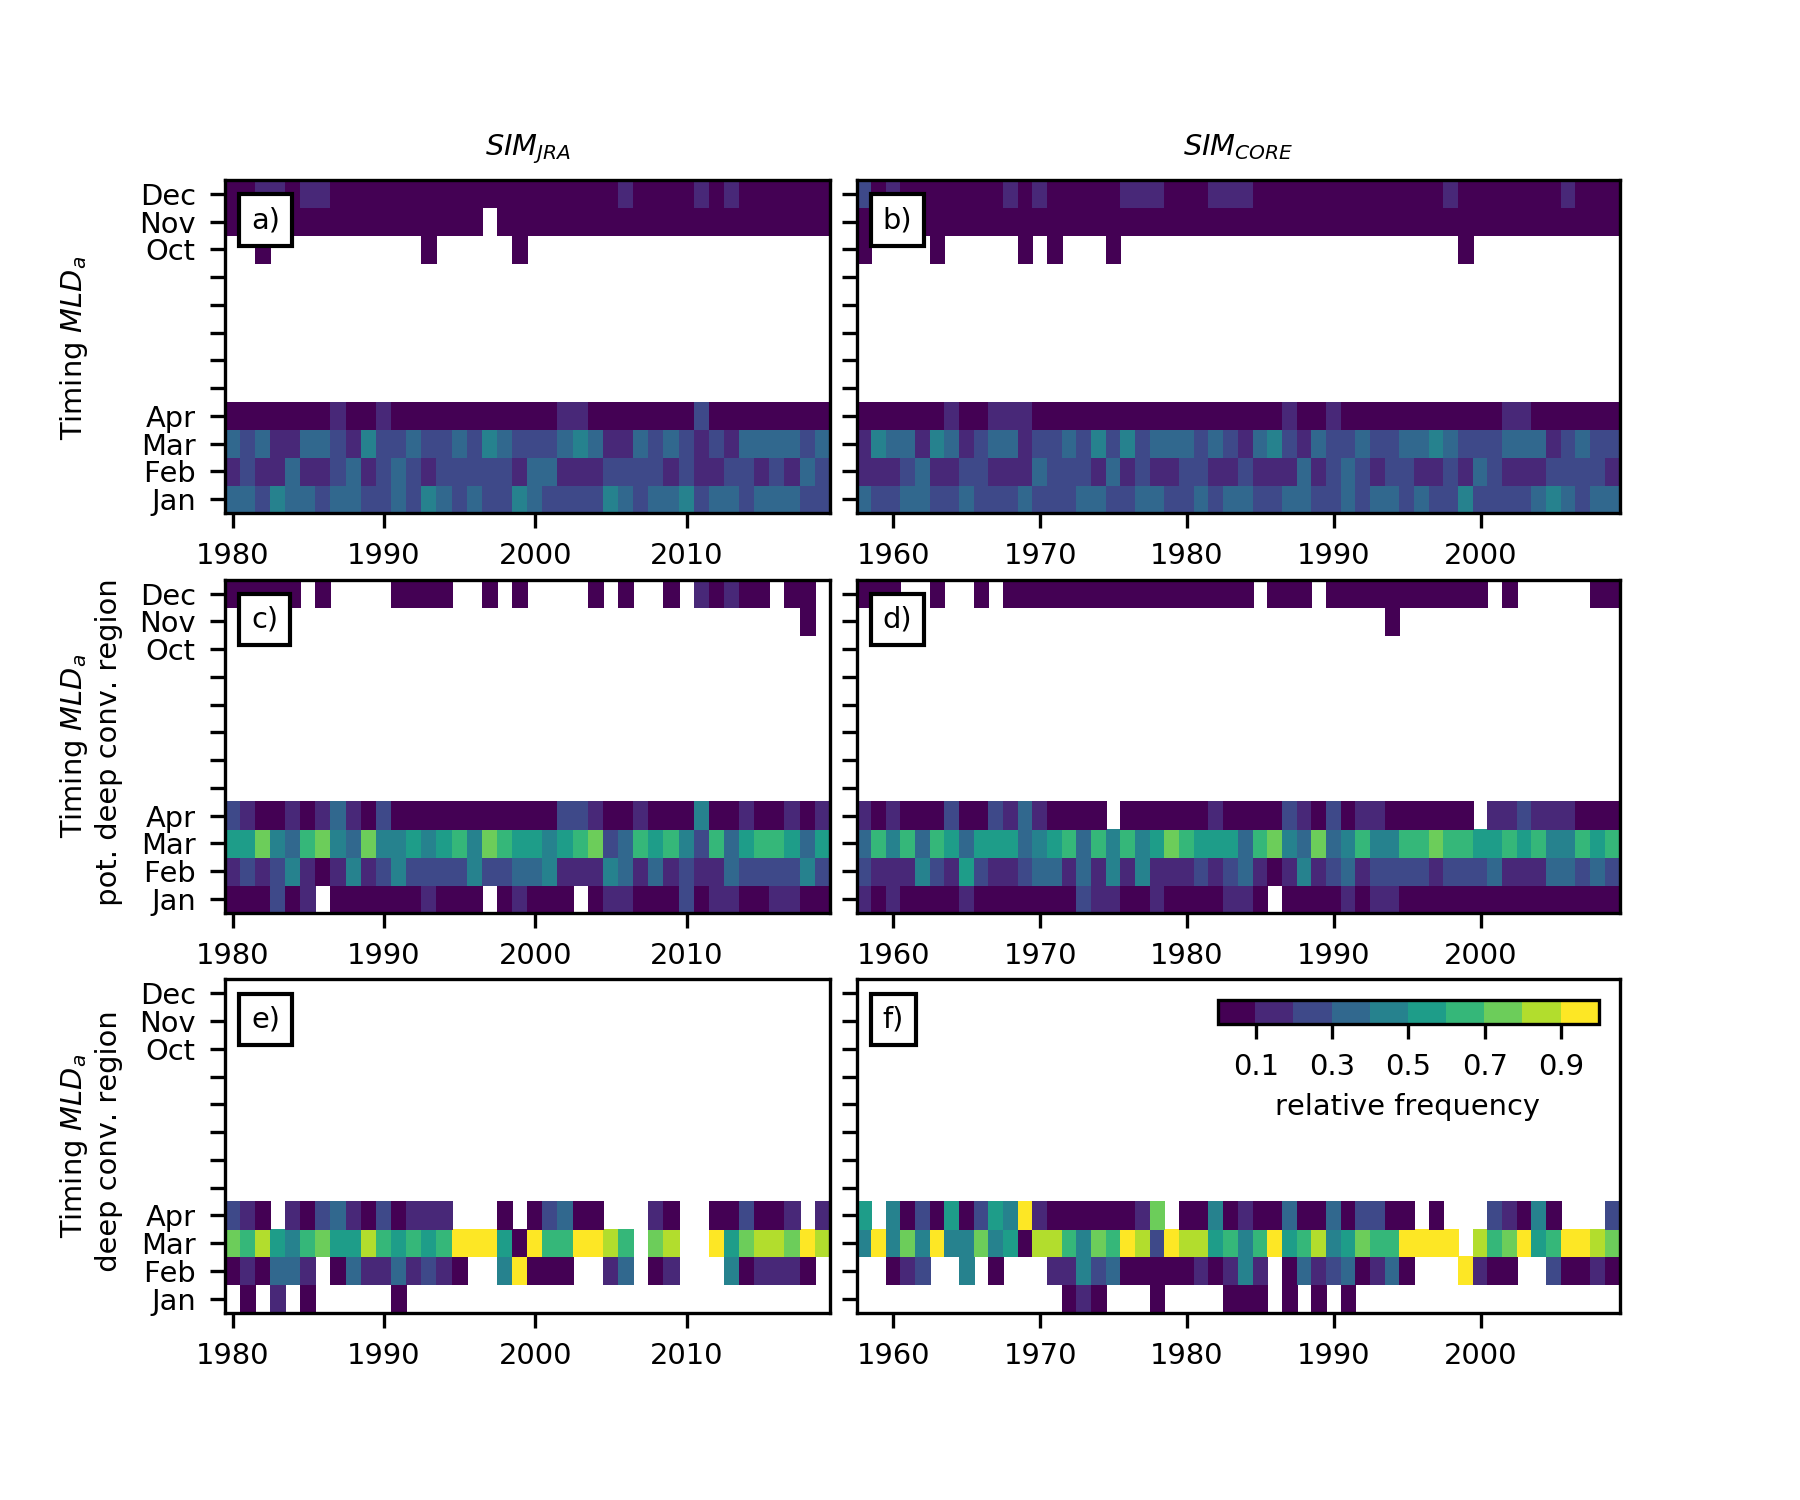 SIM_JRA
SIM_CORE
Timing MLD_a
Dec
Nov
Oct
Apr
Mar
Feb
Jan
a)
b)
1980 1990 2000 2010
1960 1970 1980 1990 2000
Timing MLD_a
pot. deep conv. region
Dec
Nov
Oct
Apr
Mar
Feb
Jan
c)
d)
1980 1990 2000 2010
1960 1970 1980 1990 2000
Timing MLD_a
deep conv. region
Dec
Nov
Oct
Apr
Mar
Feb
Jan
e)
f)
0.1 0.3 0.5 0.7 0.9
relative frequency
1980 1990 2000 2010
1960 1970 1980 1990 2000